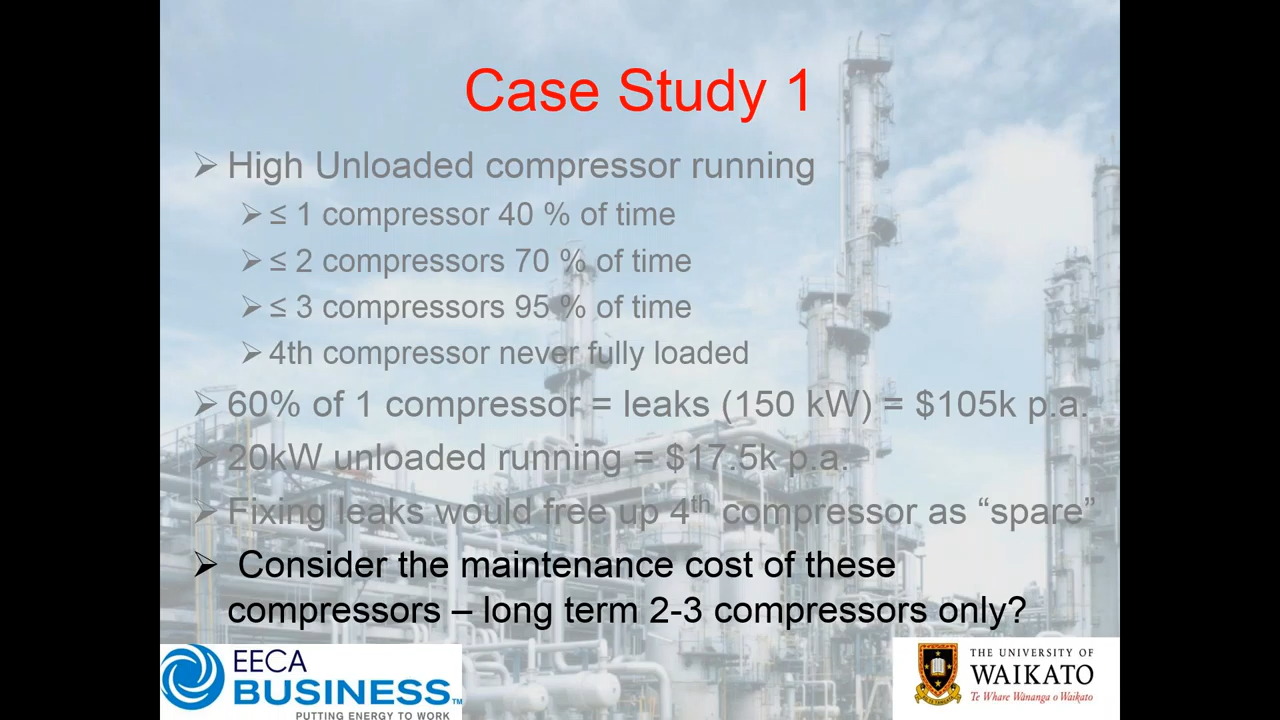 Case Study 1
High Unloaded compressor running
≤ 1 compressor 40 % of time
≤ 2 compressors 70 % of time
≤ 3 compressors 95 % of time
4th compressor never fully loaded
60% of 1 compressor = leaks (150 kW) = $105k p.a.
20kW unloaded running = $17.5k p.a.
Fixing leaks would free up 4th compressor as “spare”
Consider the maintenance cost of these
compressors – long term 2-3 compressors only?
EECA
BUSINESS™
PUTTING ENERGY TO WORK
THE UNIVERSITY OF
WAIKATO
Te Whare Wānanga o Waikato